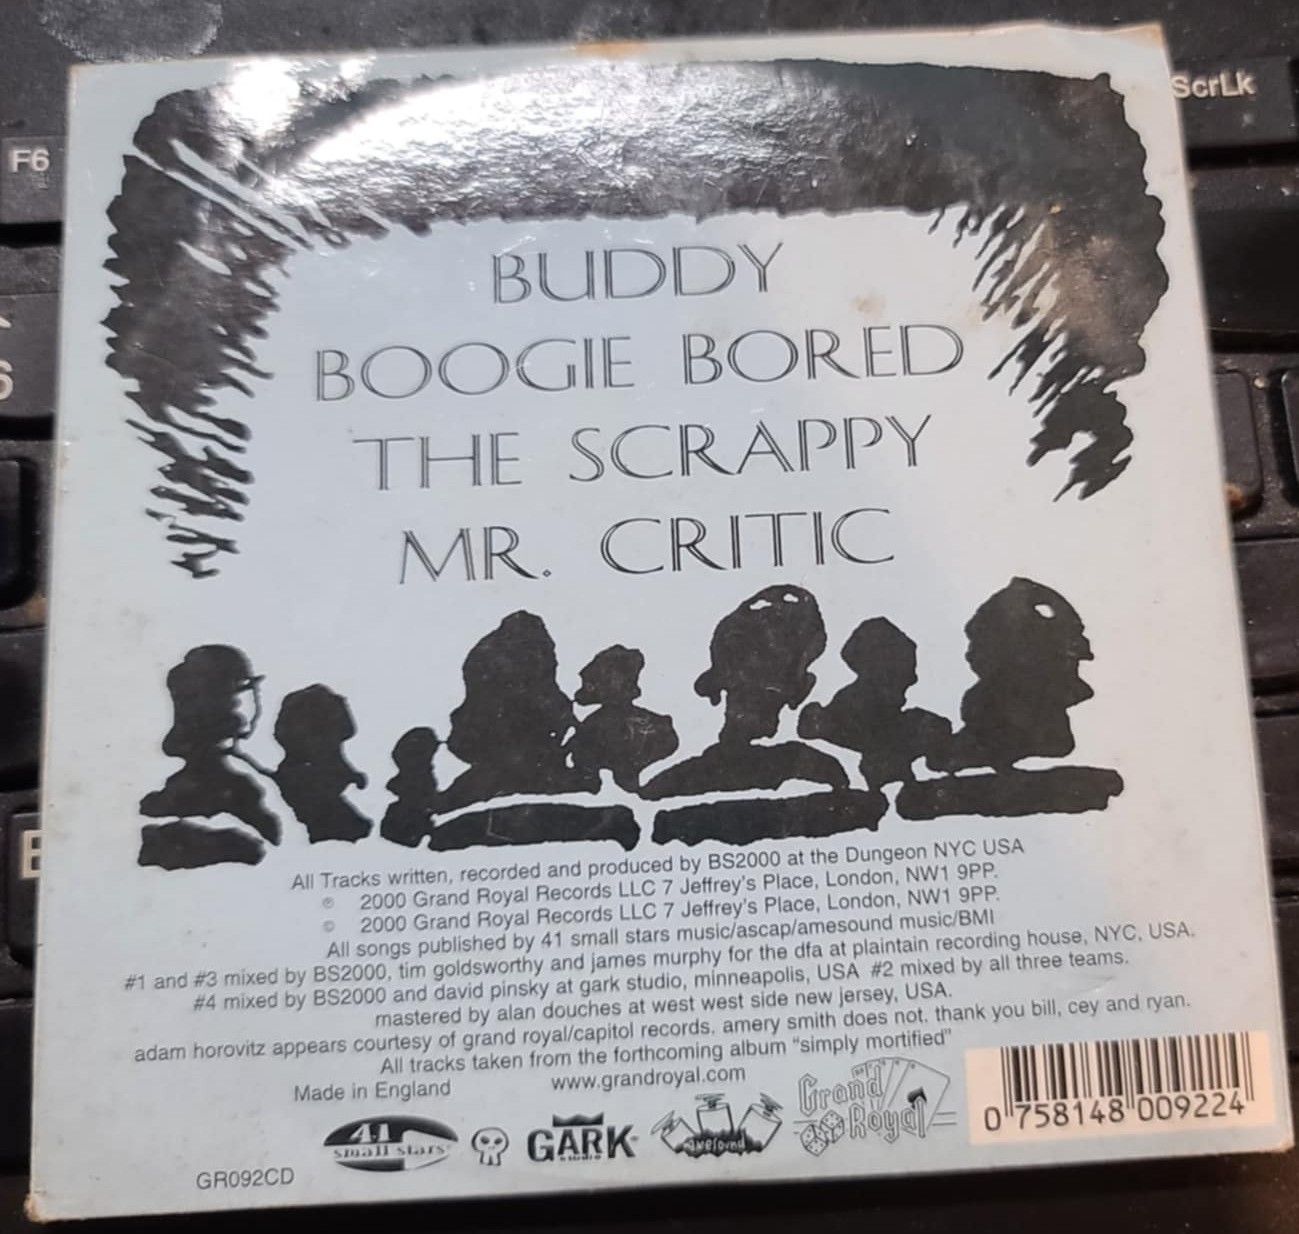 ScrLk
F6
BUDDY
BOOGIE BORED
THE SCRAPPY
MR. CRITIC
All Tracks written, recorded and produced by BS2000 at the Dungeon NYC USA
℗ 2000 Grand Royal Records LLC 7 Jeffrey's Place, London, NW1 9PP.
© 2000 Grand Royal Records LLC 7 Jeffrey's Place, London, NW1 9PP.
All songs published by 41 small stars music/ascap/amesound music/BMI
#1 and #3 mixed by BS2000, tim goldsworthy and james murphy for the dfa at plaintain recording house, NYC, USA.
#4 mixed by BS2000 and david pinsky at gark studio, minneapolis, USA #2 mixed by all three teams.
mastered by alan douches at west west side new jersey, USA.
adam horovitz appears courtesy of grand royal/capitol records. amery smith does not. thank you bill, cey and ryan.
All tracks taken from the forthcoming album "simply mortified"
Made in England
www.grandroyal.com
41
small stars
GARK
amesound
Grand
Royal
0 758148 009224
GR092CD